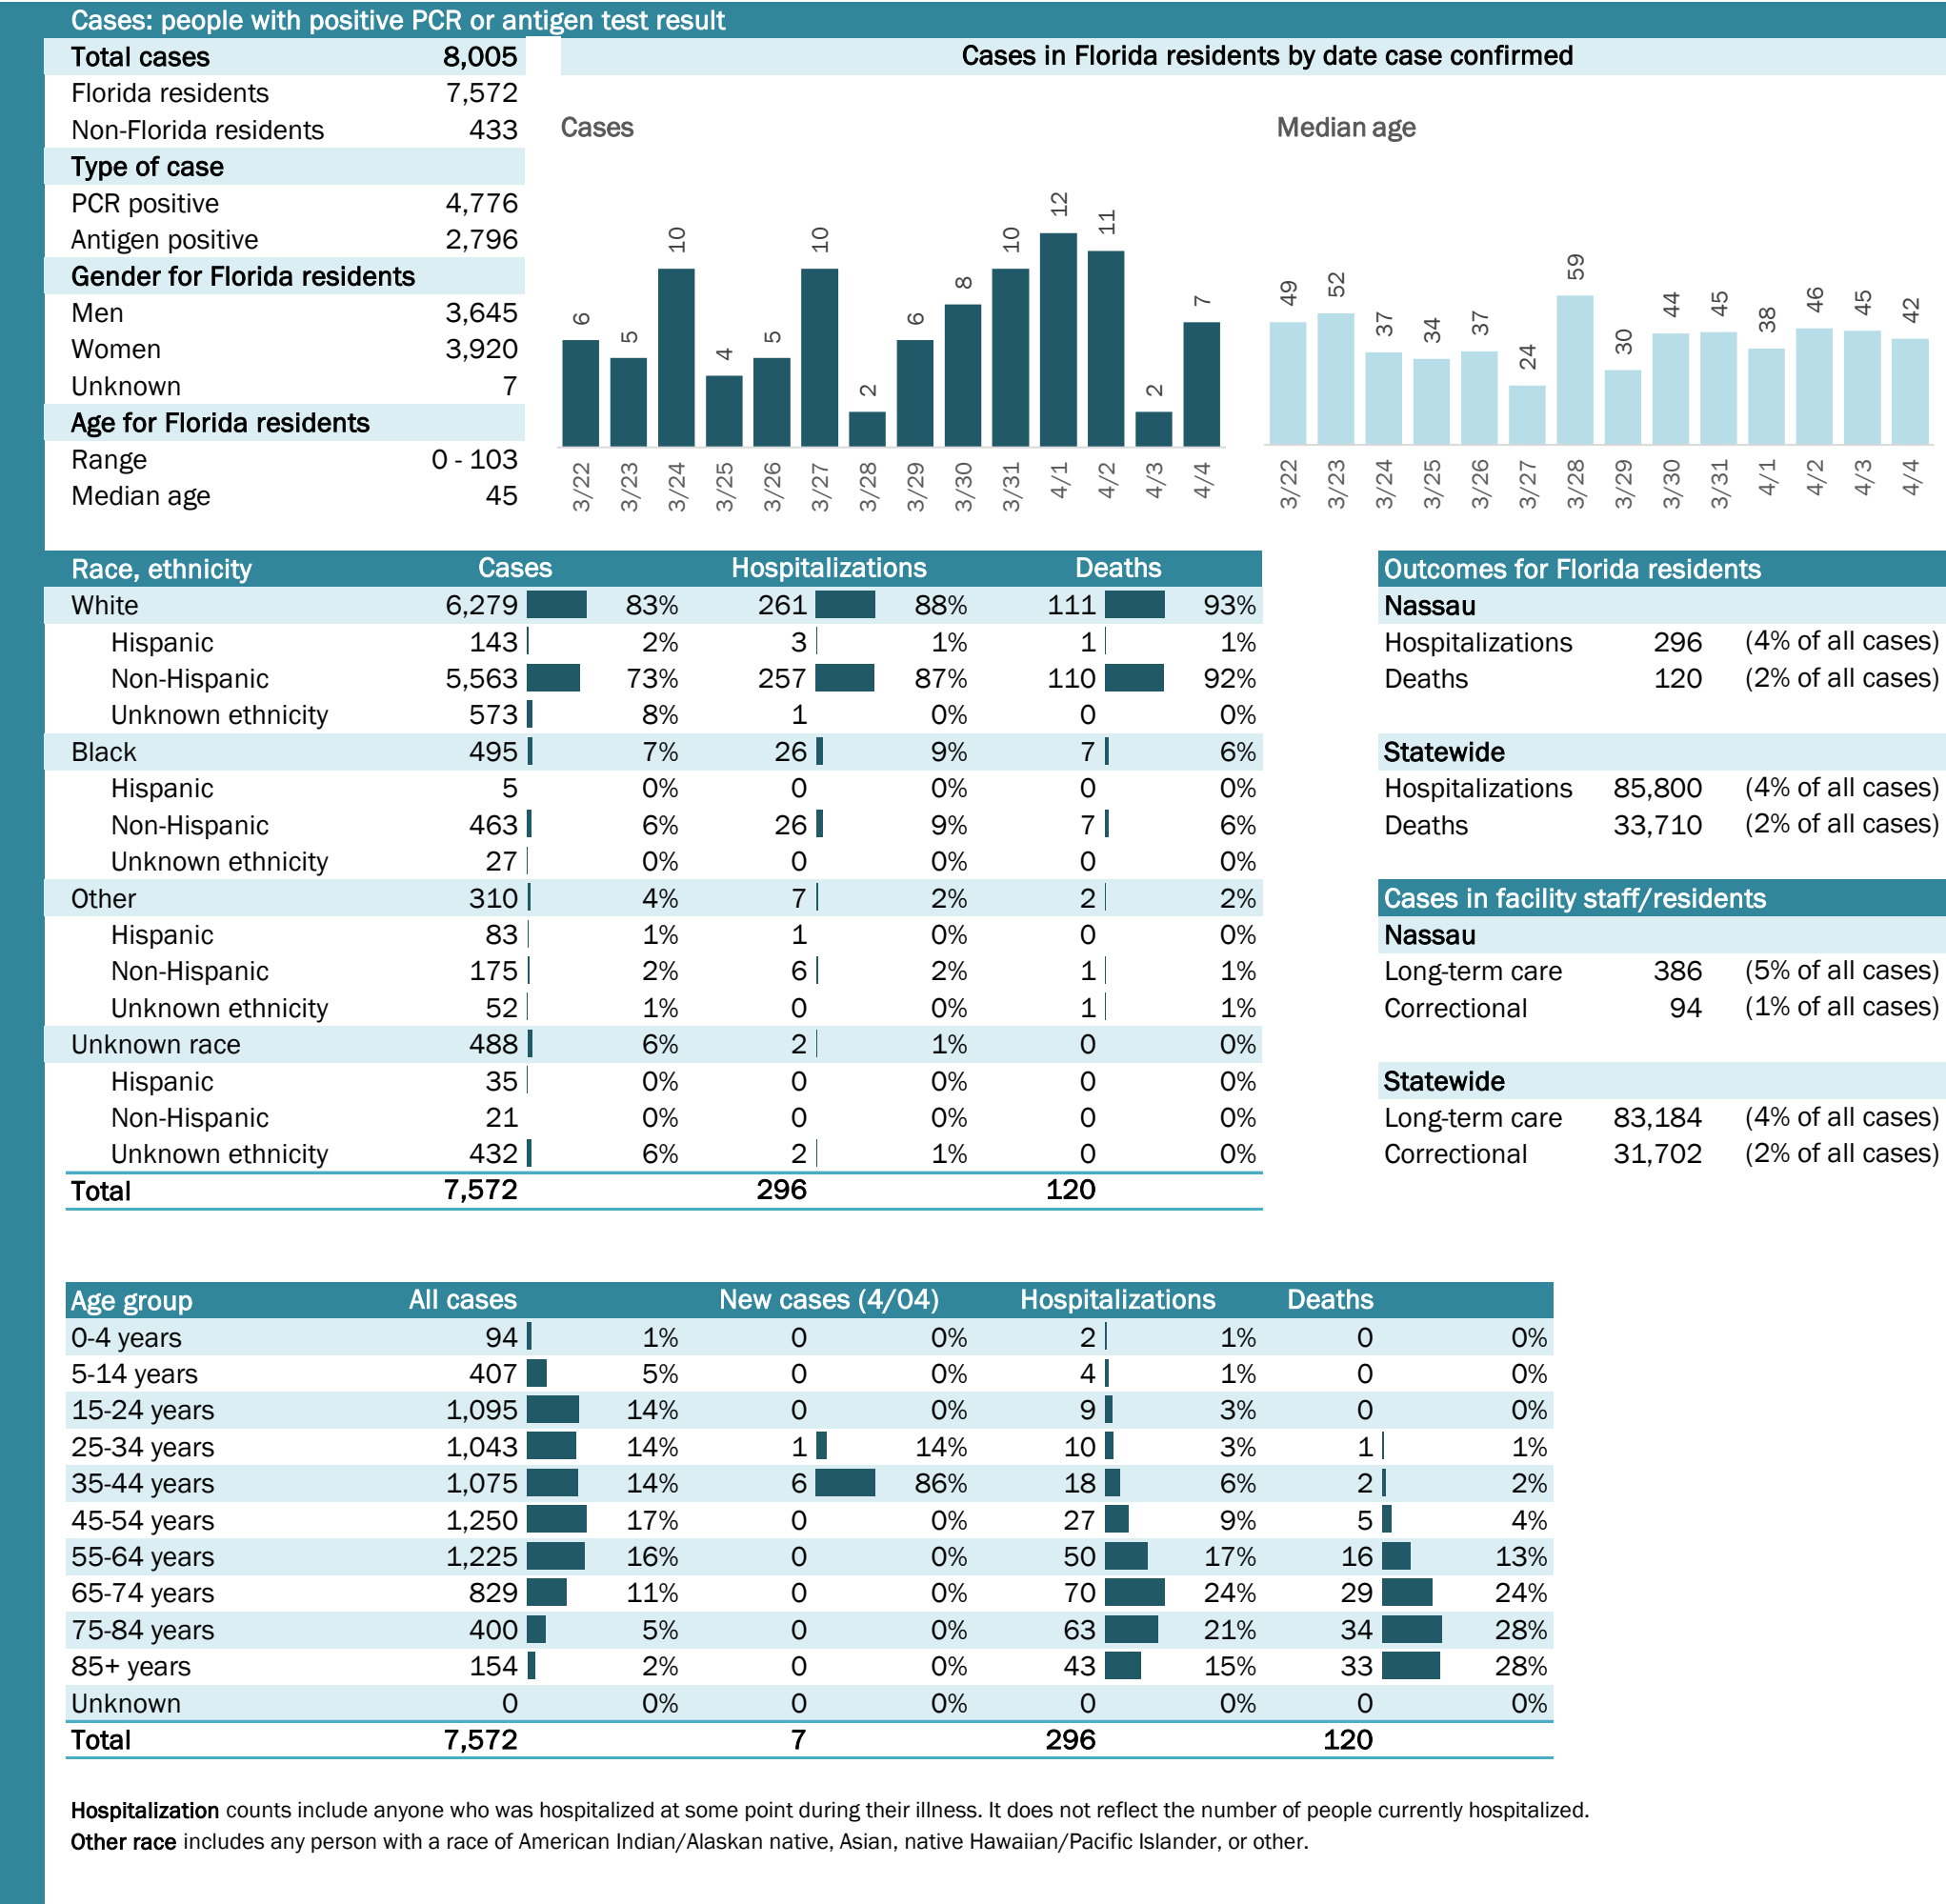 Cases: people with positive PCR or antigen test result
Total cases 8,005
Florida residents 7,572
Non-Florida residents 433
Type of case
PCR positive 4,776
Antigen positive 2,796
Gender for Florida residents
Men 3,645
Women 3,920
Unknown 7
Age for Florida residents
Range 0 - 103
Median age 45
Cases in Florida residents by date case confirmed
Cases
6 5 10 4 5 10 2 6 8 10 12 11 2 7
3/22 3/23 3/24 3/25 3/26 3/27 3/28 3/29 3/30 3/31 4/1 4/2 4/3 4/4
Median age
49 52 37 34 37 24 59 30 44 45 38 46 45 42
3/22 3/23 3/24 3/25 3/26 3/27 3/28 3/29 3/30 3/31 4/1 4/2 4/3 4/4
Race, ethnicity Cases Hospitalizations Deaths
White 6,279 83% 261 88% 111 93%
Hispanic 143 2% 3 1% 1 1%
Non-Hispanic 5,563 73% 257 87% 110 92%
Unknown ethnicity 573 8% 1 0% 0 0%
Black 495 7% 26 9% 7 6%
Hispanic 5 0% 0 0% 0 0%
Non-Hispanic 463 6% 26 9% 7 6%
Unknown ethnicity 27 0% 0 0% 0 0%
Other 310 4% 7 2% 2 2%
Hispanic 83 1% 1 0% 0 0%
Non-Hispanic 175 2% 6 2% 1 1%
Unknown ethnicity 52 1% 0 0% 1 1%
Unknown race 488 6% 2 1% 0 0%
Hispanic 35 0% 0 0% 0 0%
Non-Hispanic 21 0% 0 0% 0 0%
Unknown ethnicity 432 6% 2 1% 0 0%
Total 7,572 296 120
Outcomes for Florida residents
Nassau
Hospitalizations 296 (4% of all cases)
Deaths 120 (2% of all cases)
Statewide
Hospitalizations 85,800 (4% of all cases)
Deaths 33,710 (2% of all cases)
Cases in facility staff/residents
Nassau
Long-term care 386 (5% of all cases)
Correctional 94 (1% of all cases)
Statewide
Long-term care 83,184 (4% of all cases)
Correctional 31,702 (2% of all cases)
Age group All cases New cases (4/04) Hospitalizations Deaths
0-4 years 94 1% 0 0% 2 1% 0 0%
5-14 years 407 5% 0 0% 4 1% 0 0%
15-24 years 1,095 14% 0 0% 9 3% 0 0%
25-34 years 1,043 14% 1 14% 10 3% 1 1%
35-44 years 1,075 14% 6 86% 18 6% 2 2%
45-54 years 1,250 17% 0 0% 27 9% 5 4%
55-64 years 1,225 16% 0 0% 50 17% 16 13%
65-74 years 829 11% 0 0% 70 24% 29 24%
75-84 years 400 5% 0 0% 63 21% 34 28%
85+ years 154 2% 0 0% 43 15% 33 28%
Unknown 0 0% 0 0% 0 0% 0 0%
Total 7,572 7 296 120
Hospitalization counts include anyone who was hospitalized at some point during their illness. It does not reflect the number of people currently hospitalized.
Other race includes any person with a race of American Indian/Alaskan native, Asian, native Hawaiian/Pacific Islander, or other.